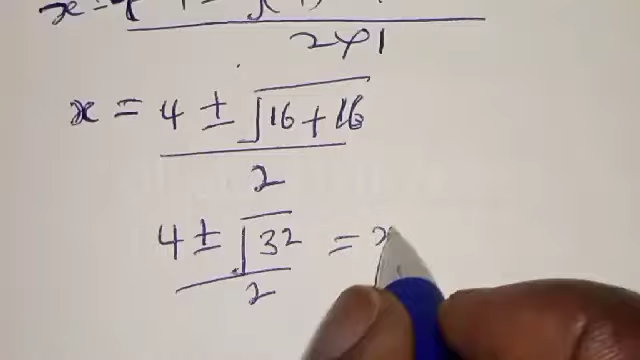 2×1
x = 4 ± √16+16
2
4 ± √32 = x
2